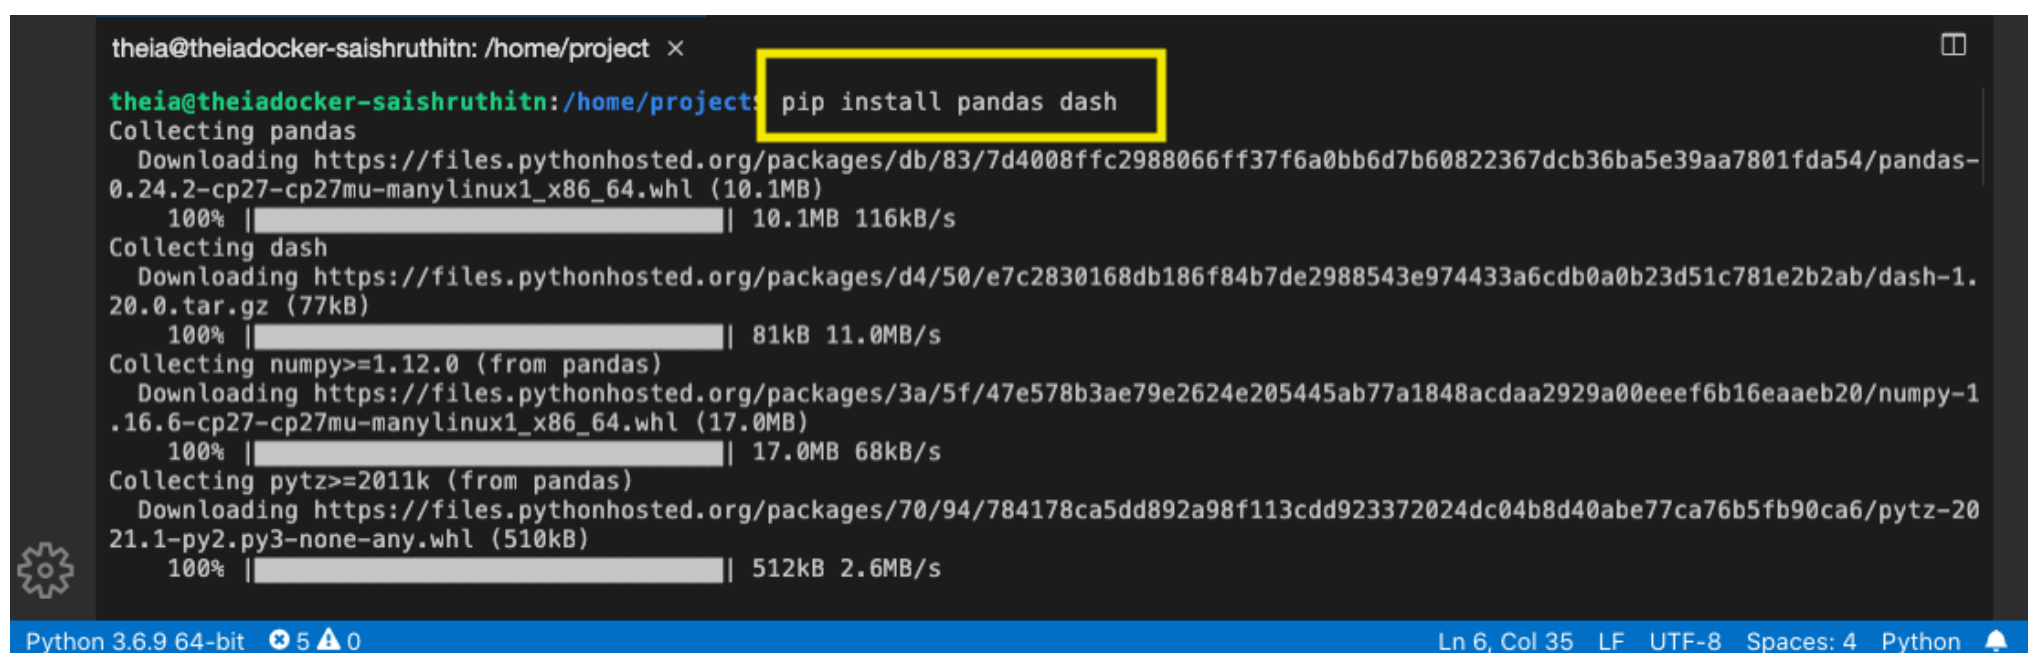 theia@theiadocker-saishruthitn: /home/project ×
theia@theiadocker-saishruthitn:/home/project$ pip install pandas dash
Collecting pandas
  Downloading https://files.pythonhosted.org/packages/db/83/7d4008ffc2988066ff37f6a0bb6d7b60822367dcb36ba5e39aa7801fda54/pandas-
0.24.2-cp27-cp27mu-manylinux1_x86_64.whl (10.1MB)
    100% |████████████████████████████████| 10.1MB 116kB/s
Collecting dash
  Downloading https://files.pythonhosted.org/packages/d4/50/e7c2830168db186f84b7de2988543e974433a6cdb0a0b23d51c781e2b2ab/dash-1.
20.0.tar.gz (77kB)
    100% |████████████████████████████████| 81kB 11.0MB/s
Collecting numpy>=1.12.0 (from pandas)
  Downloading https://files.pythonhosted.org/packages/3a/5f/47e578b3ae79e2624e205445ab77a1848acdaa2929a00eeef6b16eaaeb20/numpy-1
.16.6-cp27-cp27mu-manylinux1_x86_64.whl (17.0MB)
    100% |████████████████████████████████| 17.0MB 68kB/s
Collecting pytz>=2011k (from pandas)
  Downloading https://files.pythonhosted.org/packages/70/94/784178ca5dd892a98f113cdd923372024dc04b8d40abe77ca76b5fb90ca6/pytz-20
21.1-py2.py3-none-any.whl (510kB)
    100% |████████████████████████████████| 512kB 2.6MB/s
Python 3.6.9 64-bit 5 0 Ln 6, Col 35 LF UTF-8 Spaces: 4 Python